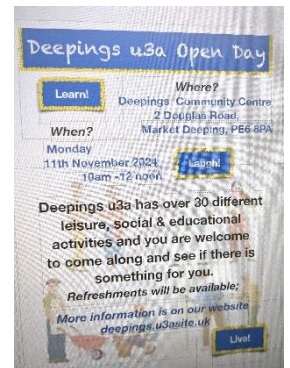 Deepings u3a Open Day
Learn!
Where?
Deepings Community Centre
2 Douglas Road,
Market Deeping, PE6 8PA
When?
Monday
11th November 2024
10am -12 noon
Laugh!
Deepings u3a has over 30 different
leisure, social & educational
activities and you are welcome
to come along and see if there is
something for you.
Refreshments will be available;
More information is on our website
deepings.u3asite.uk
Live!